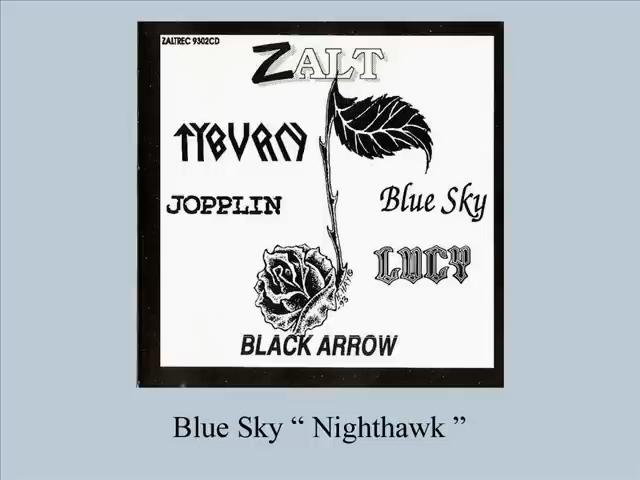 ZALTREC 9302CD
ZALT
TYBURN
JOPPLIN
Blue Sky
LUCY
BLACK ARROW
Blue Sky “ Nighthawk ”